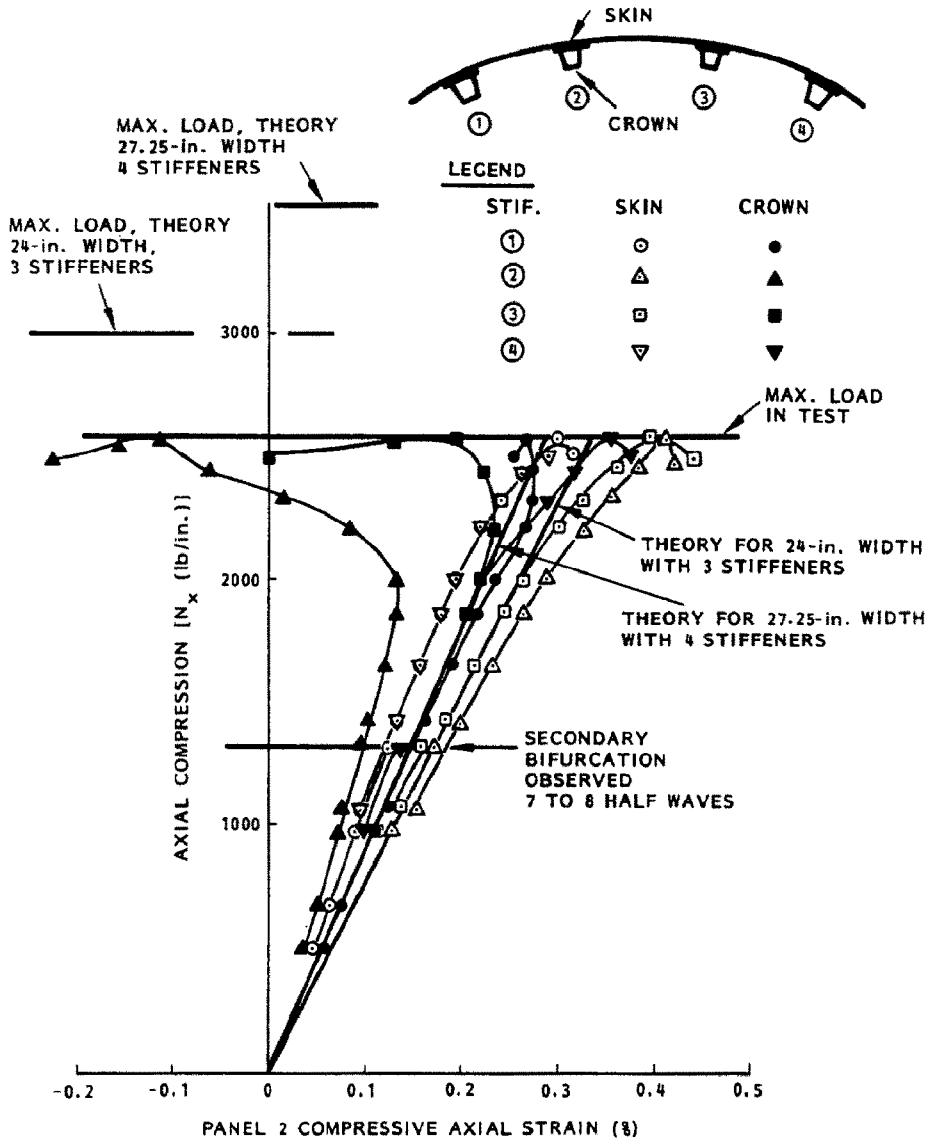 SKIN
①
②
③
④
CROWN
MAX. LOAD, THEORY
27.25-in. WIDTH
4 STIFFENERS
MAX. LOAD, THEORY
24-in. WIDTH,
3 STIFFENERS
LEGEND
STIF. SKIN CROWN
①
②
③
④
3000
MAX. LOAD
IN TEST
THEORY FOR 24-in. WIDTH
WITH 3 STIFFENERS
2000
THEORY FOR 27.25-in. WIDTH
WITH 4 STIFFENERS
SECONDARY
BIFURCATION
OBSERVED
7 TO 8 HALF WAVES
1000
AXIAL COMPRESSION [N_x (lb/in.)]
-0.2 -0.1 0 0.1 0.2 0.3 0.4 0.5
PANEL 2 COMPRESSIVE AXIAL STRAIN (%)